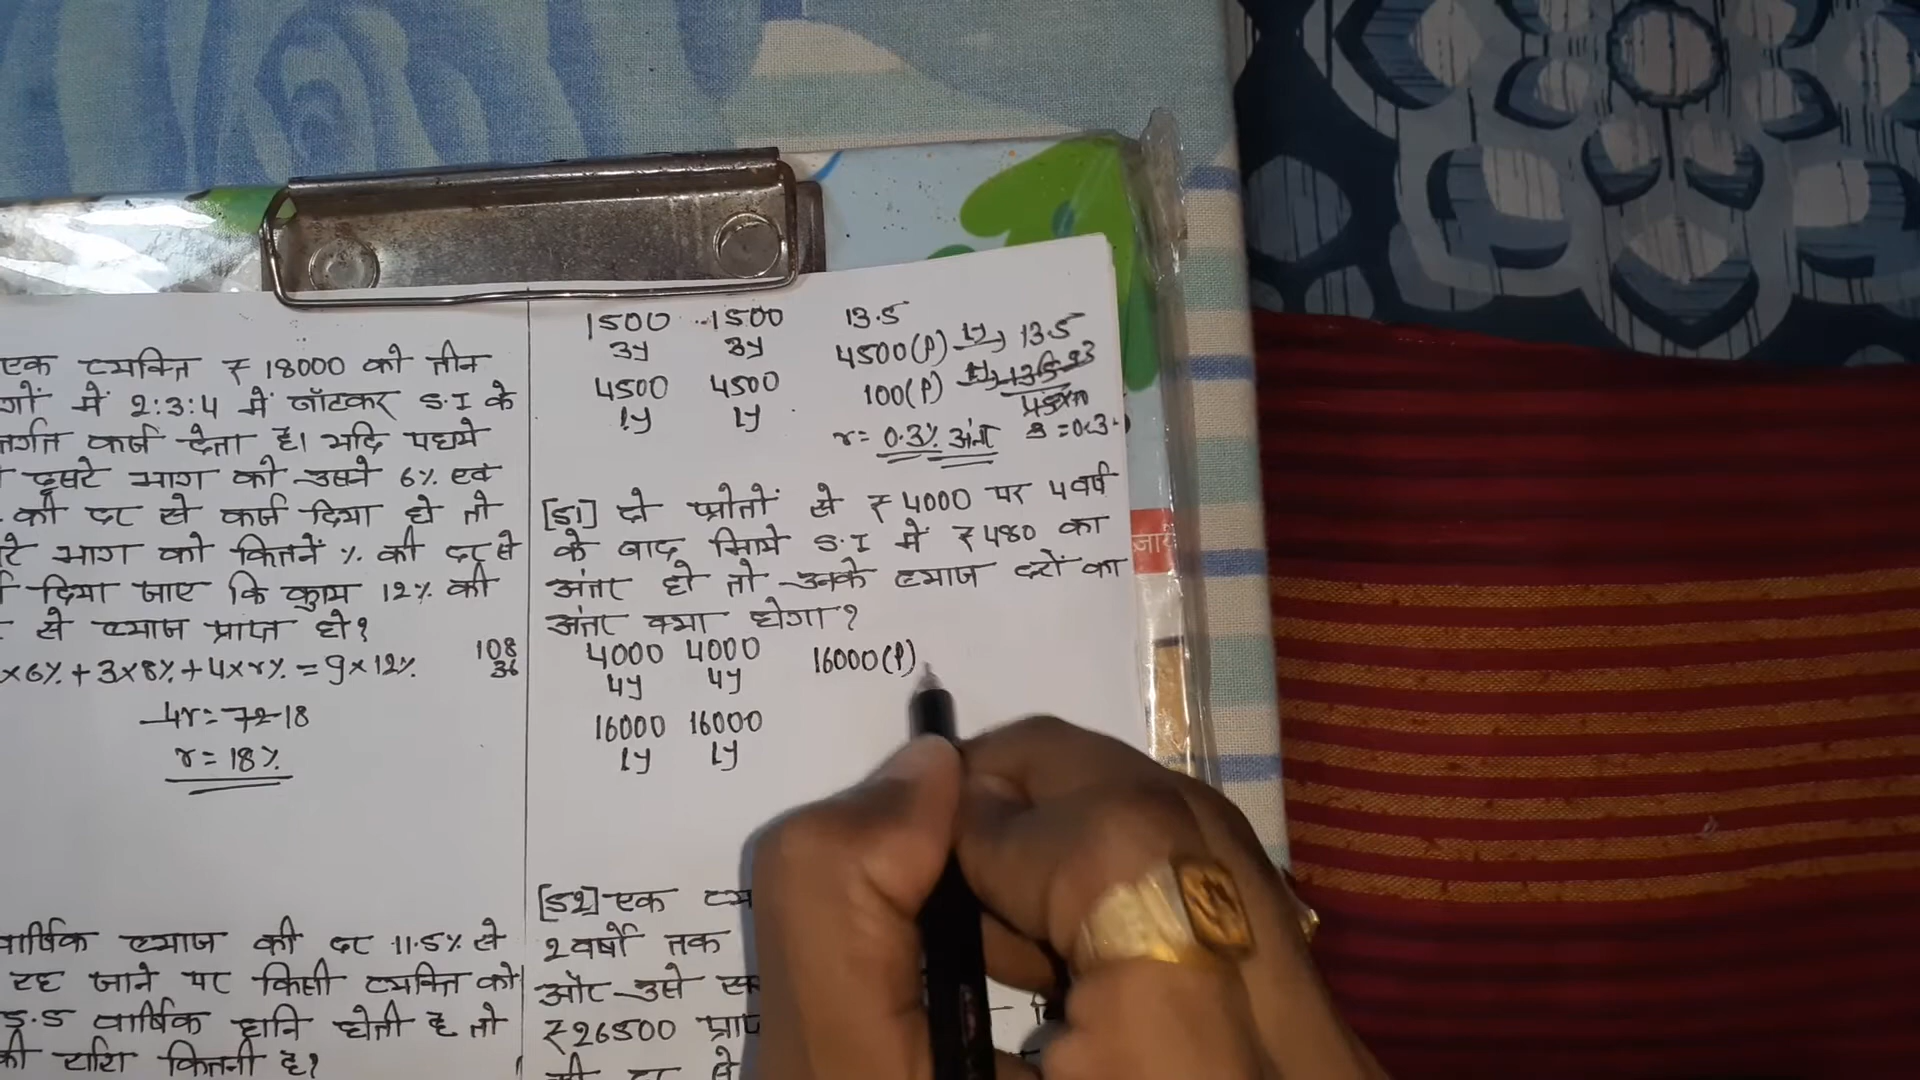 एक व्यक्ति ₹ 18000 को तीन
में 2:3:4 में बाँटकर S.I के
कर्ज देता है। यदि पहले
दूसरे भाग को उसने 6% एवं
की दर से कर्ज दिया हो तो
भाग को कितनें % की दर से
दिया जाए कि कुल 12% की
से ब्याज प्राप्त हो?
×6% + 3×8% + 4×r% = 9×12%
108
36
4r = 72-18
r = 18%
वार्षिक ब्याज की दर 11.5% से
रह जाने पर किसी व्यक्ति को
5.5 वार्षिक हानि होती है तो
की राशि कितनी है?
1500 1500 13.5
3y 3y 4500(P) 1y 13.5
4500 4500 100(P)
1y 1y
r = 0.3% अंतर
[51] दो स्रोतों से ₹ 4000 पर 4 वर्ष
के बाद मिले S.I में ₹ 480 का
अंतर हो तो उनके ब्याज दरों का
अंतर क्या होगा?
4000 4000 16000(P)
4y 4y
16000 16000
1y 1y
[52] एक
2 वर्षों तक
और उसे
₹26500